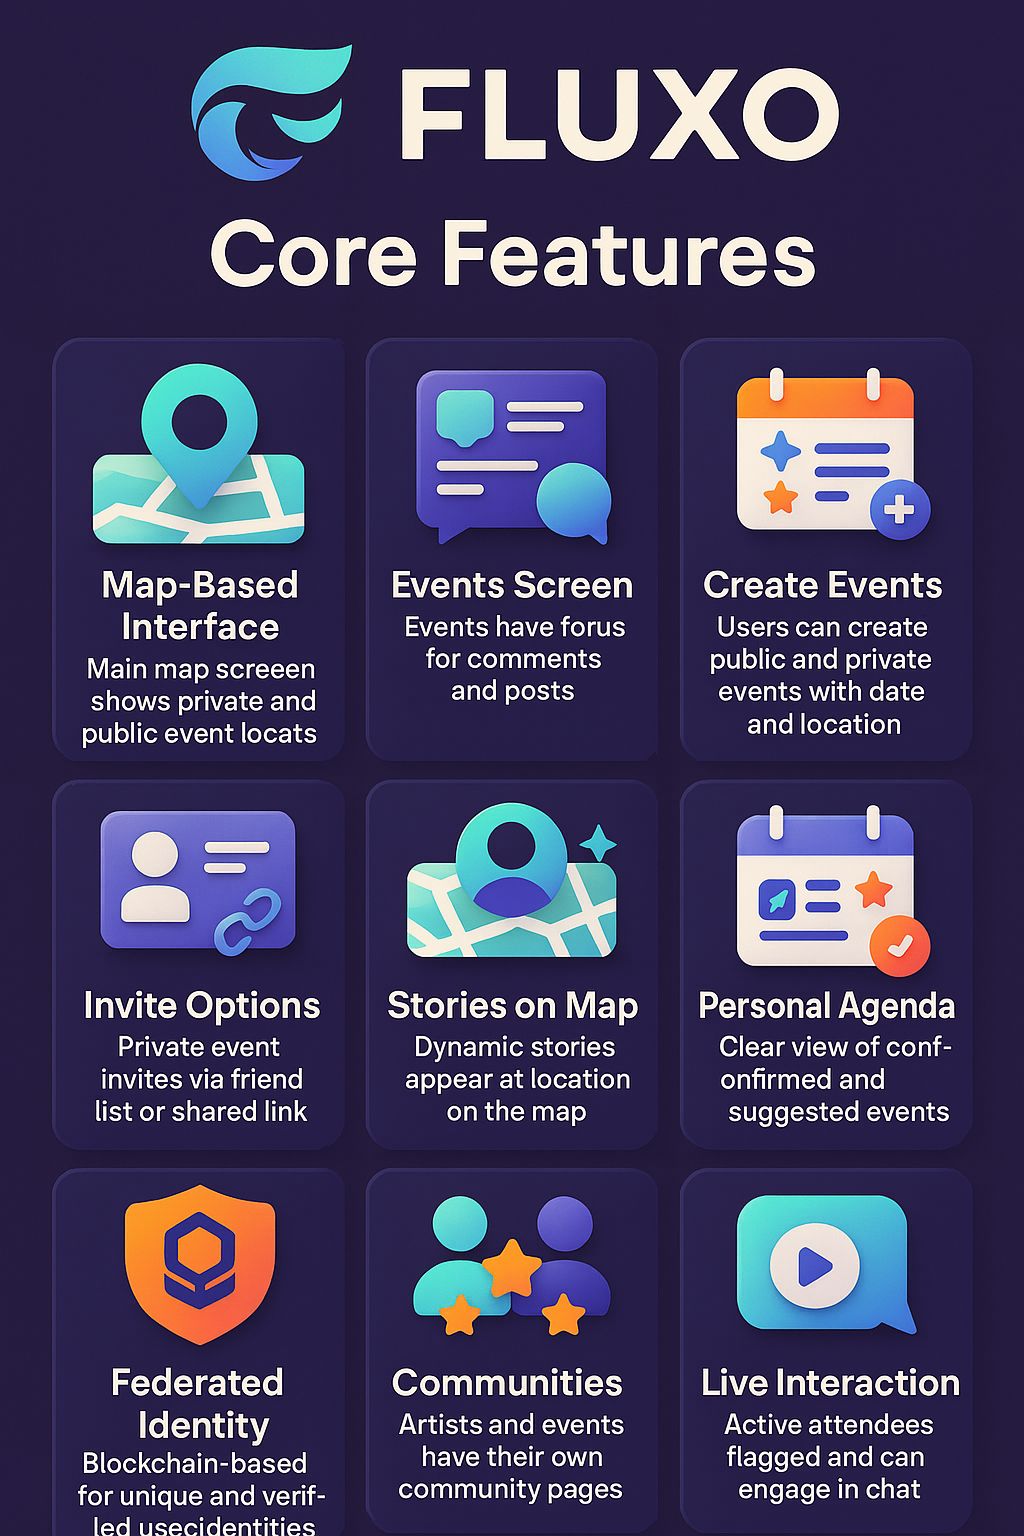 FLUXO
Core Features
Map-Based
Interface
Main map screeen
shows private and
public event locats
Events Screen
Events have forus
for comments
and posts
Create Events
Users can create
public and private
events with date
and location
Invite Options
Private event
invites via friend
list or shared link
Stories on Map
Dynamic stories
appear at location
on the map
Personal Agenda
Clear view of conf-
onfirmed and
suggested events
Federated
Identity
Blockchain-based
for unique and verif-
led usecidentities
Communities
Artists and events
have their own
community pages
Live Interaction
Active attendees
flagged and can
engage in chat